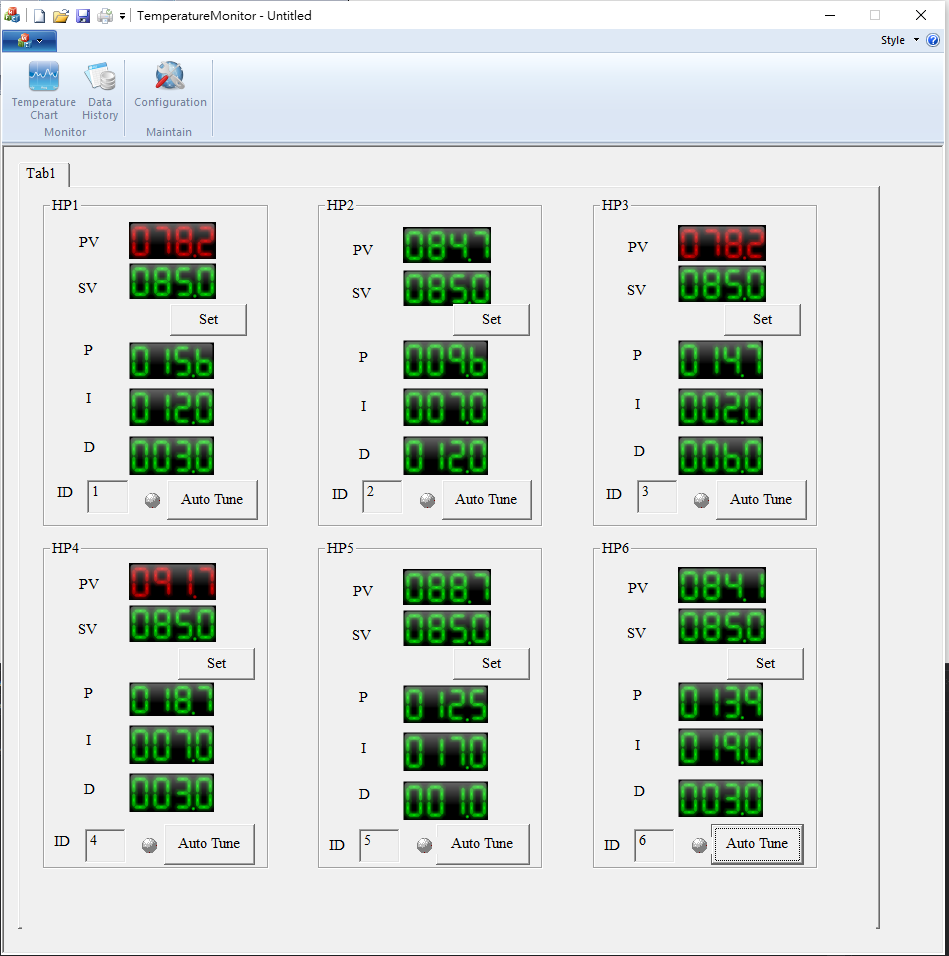 TemperatureMonitor - Untitled
Style
Temperature Chart
Data History
Configuration
Monitor
Maintain
Tab1
HP1
PV 078.2
SV 085.0
Set
P 015.6
I 012.0
D 003.0
ID 1 Auto Tune
HP2
PV 084.7
SV 085.0
Set
P 009.6
I 007.0
D 012.0
ID 2 Auto Tune
HP3
PV 078.2
SV 085.0
Set
P 014.7
I 002.0
D 006.0
ID 3 Auto Tune
HP4
PV 091.7
SV 085.0
Set
P 018.7
I 007.0
D 003.0
ID 4 Auto Tune
HP5
PV 088.7
SV 085.0
Set
P 012.5
I 017.0
D 001.0
ID 5 Auto Tune
HP6
PV 084.1
SV 085.0
Set
P 013.9
I 019.0
D 003.0
ID 6 Auto Tune